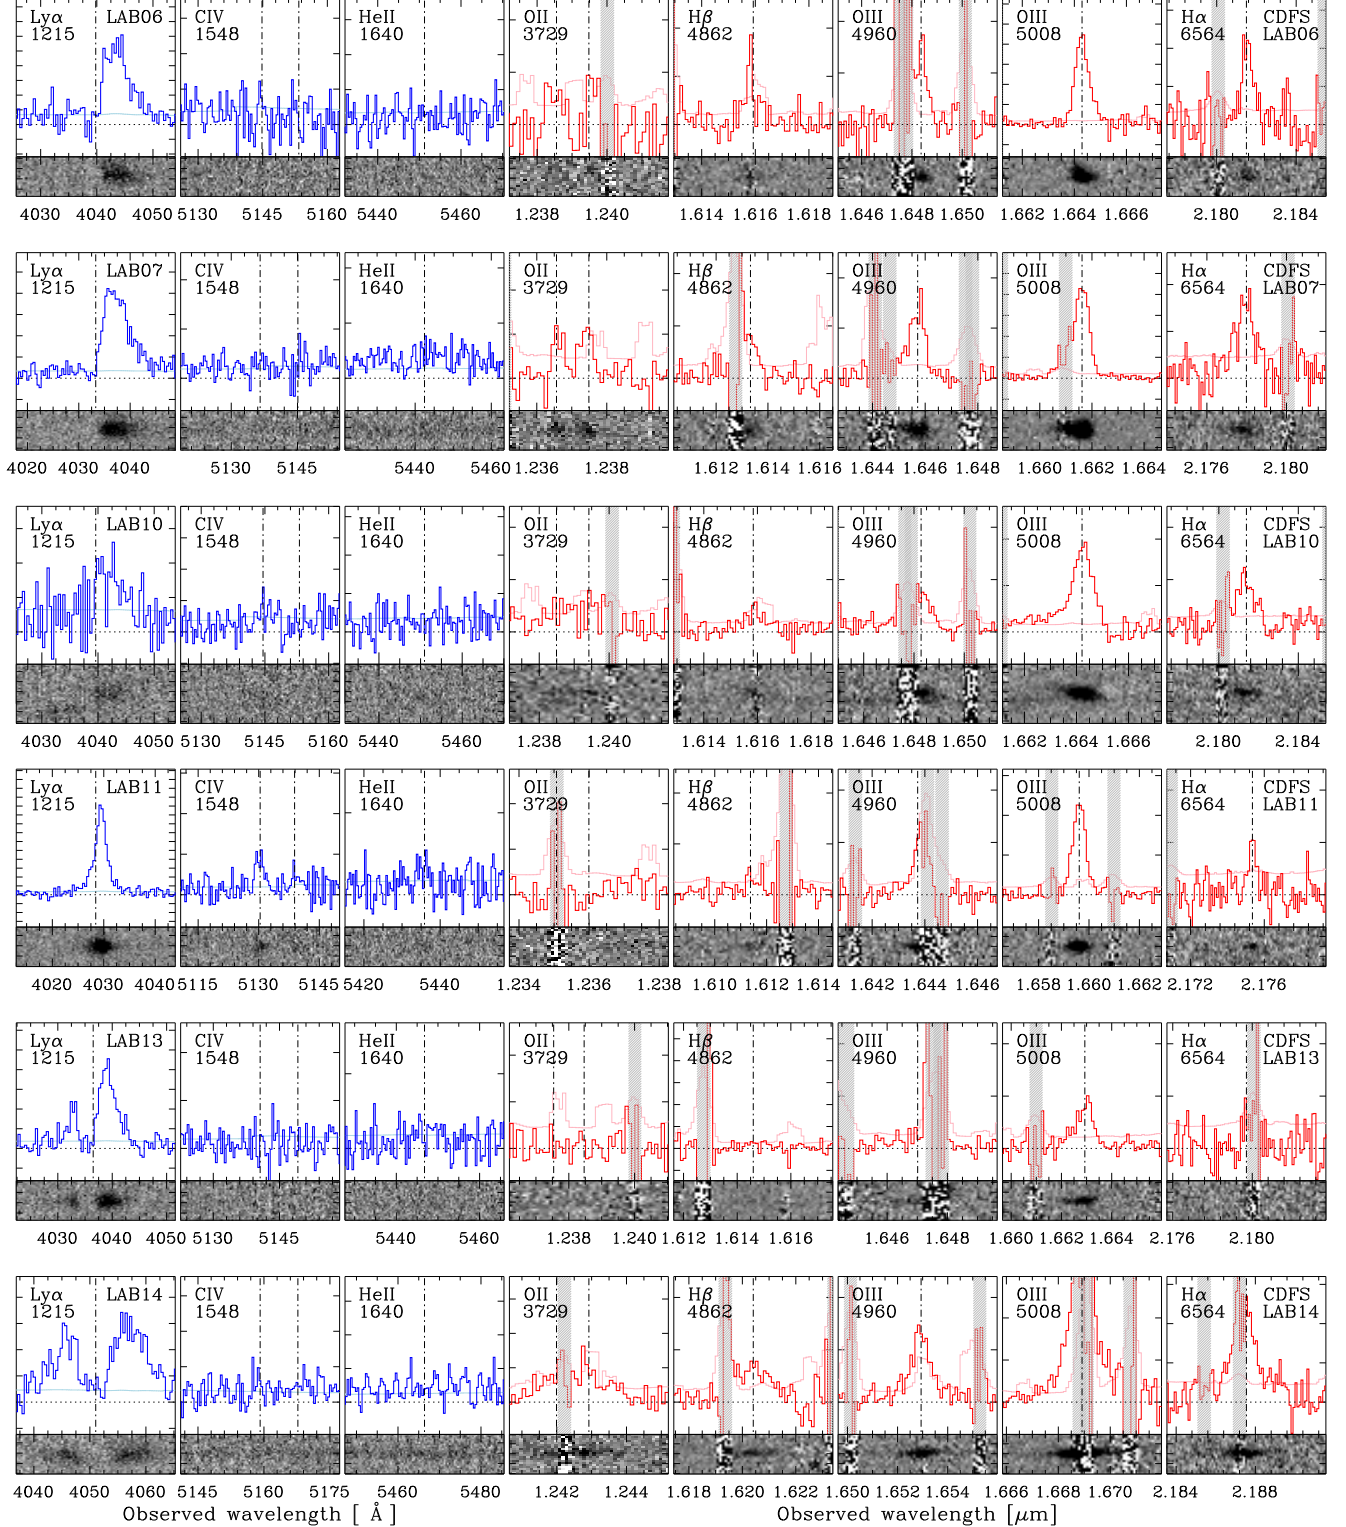 Lyα LAB06 CIV HeII OII Hβ OIII OIII Hα CDFS
1215 1548 1640 3729 4862 4960 5008 6564 LAB06
4030 4040 4050 5130 5145 5160 5440 5460 1.238 1.240 1.614 1.616 1.618 1.646 1.648 1.650 1.662 1.664 1.666 2.180 2.184
Lyα LAB07 CIV HeII OII Hβ OIII OIII Hα CDFS
1215 1548 1640 3729 4862 4960 5008 6564 LAB07
4020 4030 4040 5130 5145 5440 5460 1.236 1.238 1.612 1.614 1.616 1.644 1.646 1.648 1.660 1.662 1.664 2.176 2.180
Lyα LAB10 CIV HeII OII Hβ OIII OIII Hα CDFS
1215 1548 1640 3729 4862 4960 5008 6564 LAB10
4030 4040 4050 5130 5145 5160 5440 5460 1.238 1.240 1.614 1.616 1.618 1.646 1.648 1.650 1.662 1.664 1.666 2.180 2.184
Lyα LAB11 CIV HeII OII Hβ OIII OIII Hα CDFS
1215 1548 1640 3729 4862 4960 5008 6564 LAB11
4020 4030 4040 5115 5130 5145 5420 5440 1.234 1.236 1.238 1.610 1.612 1.614 1.642 1.644 1.646 1.658 1.660 1.662 2.172 2.176
Lyα LAB13 CIV HeII OII Hβ OIII OIII Hα CDFS
1215 1548 1640 3729 4862 4960 5008 6564 LAB13
4030 4040 4050 5130 5145 5440 5460 1.238 1.240 1.612 1.614 1.616 1.646 1.648 1.660 1.662 1.664 2.176 2.180
Lyα LAB14 CIV HeII OII Hβ OIII OIII Hα CDFS
1215 1548 1640 3729 4862 4960 5008 6564 LAB14
4040 4050 4060 5145 5160 5175 5460 5480 1.242 1.244 1.618 1.620 1.622 1.650 1.652 1.654 1.666 1.668 1.670 2.184 2.188
Observed wavelength [ Å ] Observed wavelength [μm]